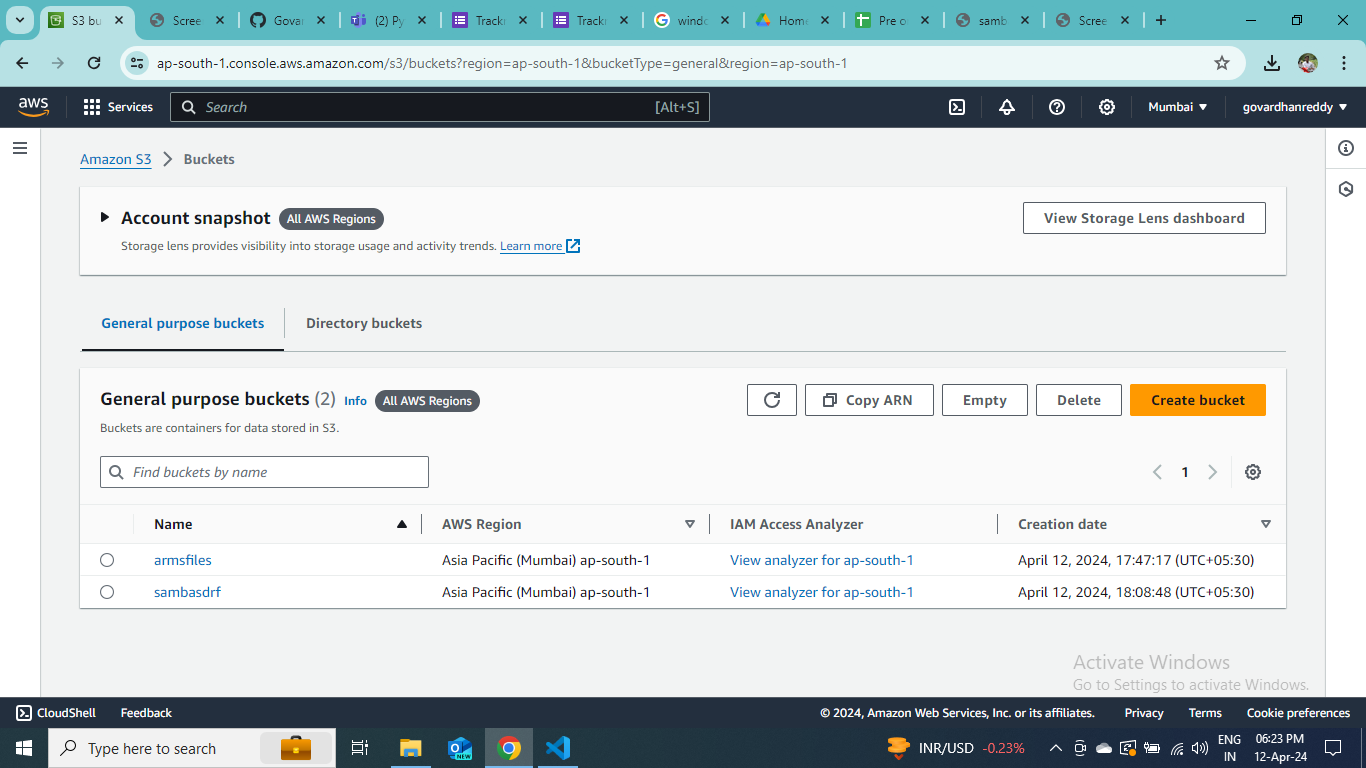 S3 bu
Scree
Govar
(2) Py
Trackr
Trackr
windo
Home
Pre o
samb
Scree
ap-south-1.console.aws.amazon.com/s3/buckets?region=ap-south-1&bucketType=general&region=ap-south-1
aws
Services
Search
[Alt+S]
Mumbai
govardhanreddy
Amazon S3
Buckets
Account snapshot
All AWS Regions
View Storage Lens dashboard
Storage lens provides visibility into storage usage and activity trends. Learn more
General purpose buckets
Directory buckets
General purpose buckets (2) Info
All AWS Regions
Copy ARN
Empty
Delete
Create bucket
Buckets are containers for data stored in S3.
Find buckets by name
1
Name
AWS Region
IAM Access Analyzer
Creation date
armsfiles
Asia Pacific (Mumbai) ap-south-1
View analyzer for ap-south-1
April 12, 2024, 17:47:17 (UTC+05:30)
sambasdrf
Asia Pacific (Mumbai) ap-south-1
View analyzer for ap-south-1
April 12, 2024, 18:08:48 (UTC+05:30)
Activate Windows
Go to Settings to activate Windows.
CloudShell
Feedback
© 2024, Amazon Web Services, Inc. or its affiliates.
Privacy
Terms
Cookie preferences
Type here to search
NEW
INR/USD
-0.23%
ENG
IN
06:23 PM
12-Apr-24